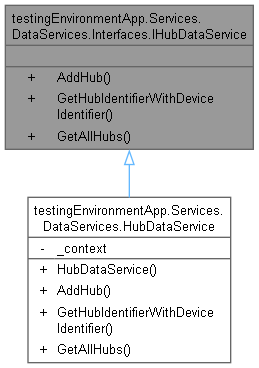 testingEnvironmentApp.Services.
DataServices.Interfaces.IHubDataService
+ AddHub()
+ GetHubIdentifierWithDevice
Identifier()
+ GetAllHubs()
testingEnvironmentApp.Services.
DataServices.HubDataService
- _context
+ HubDataService()
+ AddHub()
+ GetHubIdentifierWithDevice
Identifier()
+ GetAllHubs()